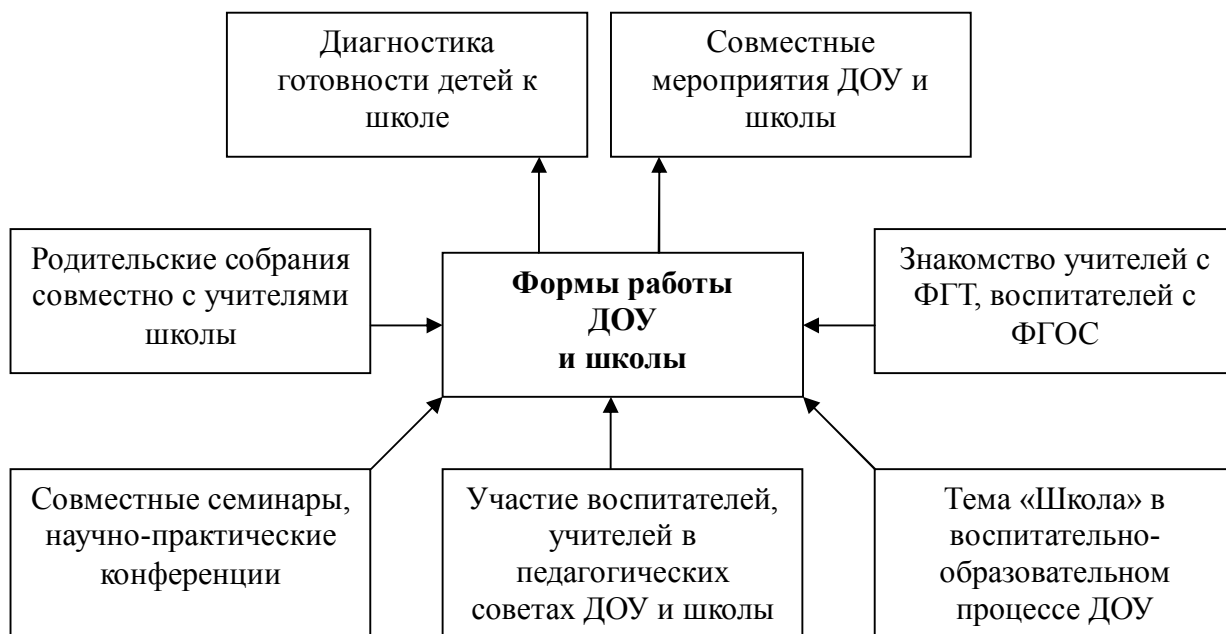 Диагностика
готовности детей к
школе
Совместные
мероприятия ДОУ и
школы
Родительские собрания
совместно с учителями
школы
Формы работы
ДОУ
и школы
Знакомство учителей с
ФГТ, воспитателей с
ФГОС
Совместные семинары,
научно-практические
конференции
Участие воспитателей,
учителей в
педагогических
советах ДОУ и школы
Тема «Школа» в
воспитательно-
образовательном
процессе ДОУ